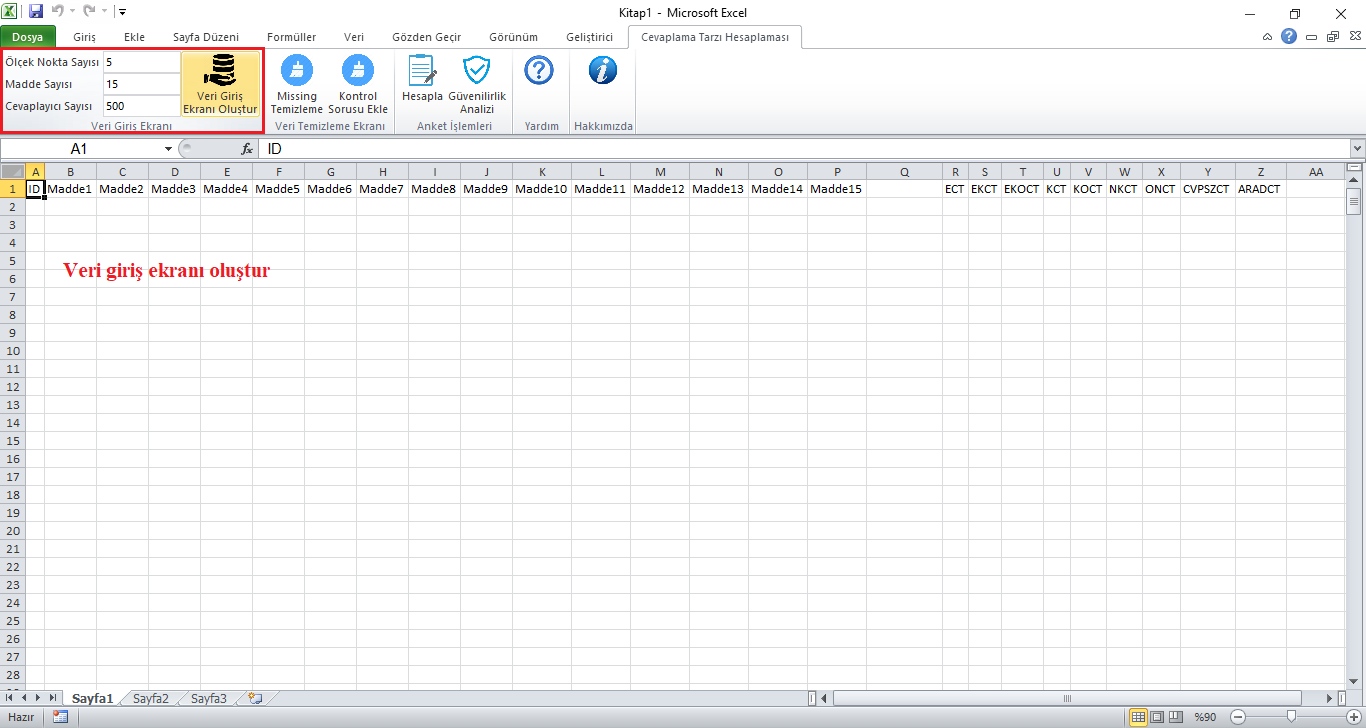 Kitap1 - Microsoft Excel
Dosya Giriş Ekle Sayfa Düzeni Formüller Veri Gözden Geçir Görünüm Geliştirici Cevaplama Tarzı Hesaplaması
Ölçek Nokta Sayısı 5
Madde Sayısı 15
Cevaplayıcı Sayısı 500
Veri Giriş
Ekranı Oluştur
Veri Giriş Ekranı
Missing
Temizleme
Kontrol
Sorusu Ekle
Veri Temizleme Ekranı
Hesapla
Güvenilirlik
Analizi
Anket İşlemleri
Yardım
Hakkımızda
A1 fx ID
A B C D E F G H I J K L M N O P Q R S T U V W X Y Z AA
1 ID Madde1 Madde2 Madde3 Madde4 Madde5 Madde6 Madde7 Madde8 Madde9 Madde10 Madde11 Madde12 Madde13 Madde14 Madde15 ECT EKCT EKOCT KCT KOCT NKCT ONCT CVPSZCT ARADCT
2
3
4
5
Veri giriş ekranı oluştur
6
7
8
9
10
11
12
13
14
15
16
17
18
19
20
21
22
23
24
25
26
27
28
Sayfa1 Sayfa2 Sayfa3
Hazır %90